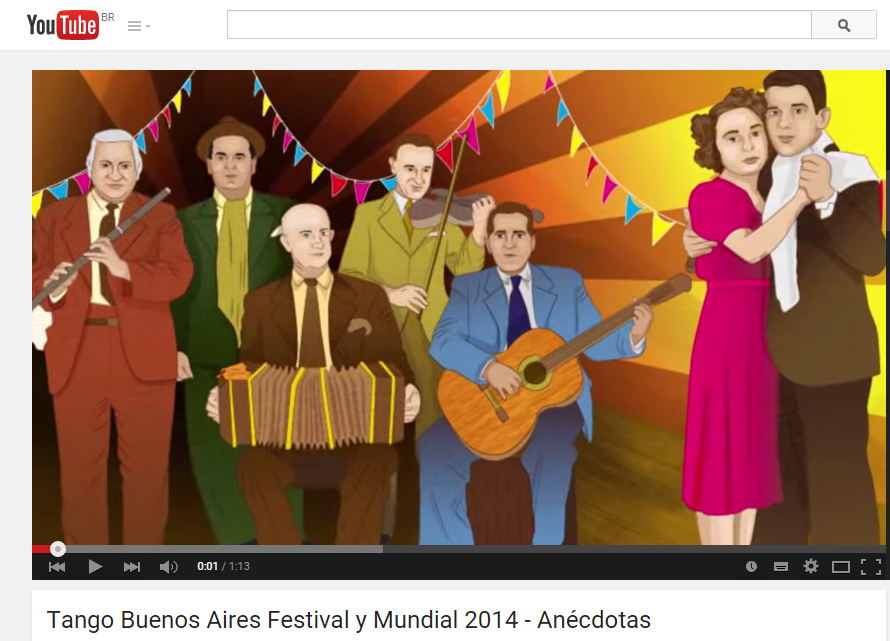 YouTube BR
0:01 / 1:13
Tango Buenos Aires Festival y Mundial 2014 - Anécdotas